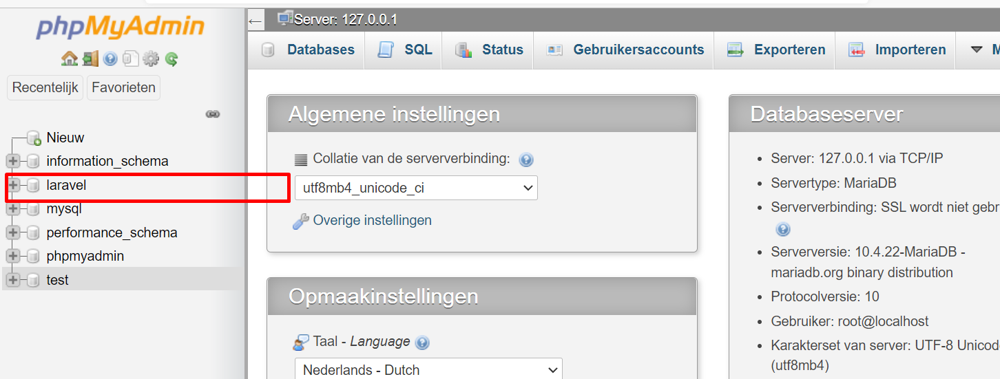 phpMyAdmin
Recentelijk Favorieten
Nieuw
information_schema
laravel
mysql
performance_schema
phpmyadmin
test
← Server: 127.0.0.1
Databases SQL Status Gebruikersaccounts Exporteren Importeren
Algemene instellingen
Collatie van de serververbinding:
utf8mb4_unicode_ci
Overige instellingen
Opmaakinstellingen
Taal - Language
Nederlands - Dutch
Databaseserver
• Server: 127.0.0.1 via TCP/IP
• Servertype: MariaDB
• Serververbinding: SSL wordt niet
• Serverversie: 10.4.22-MariaDB -
mariadb.org binary distribution
• Protocolversie: 10
• Gebruiker: root@localhost
• Karakterset van server: UTF-8
(utf8mb4)